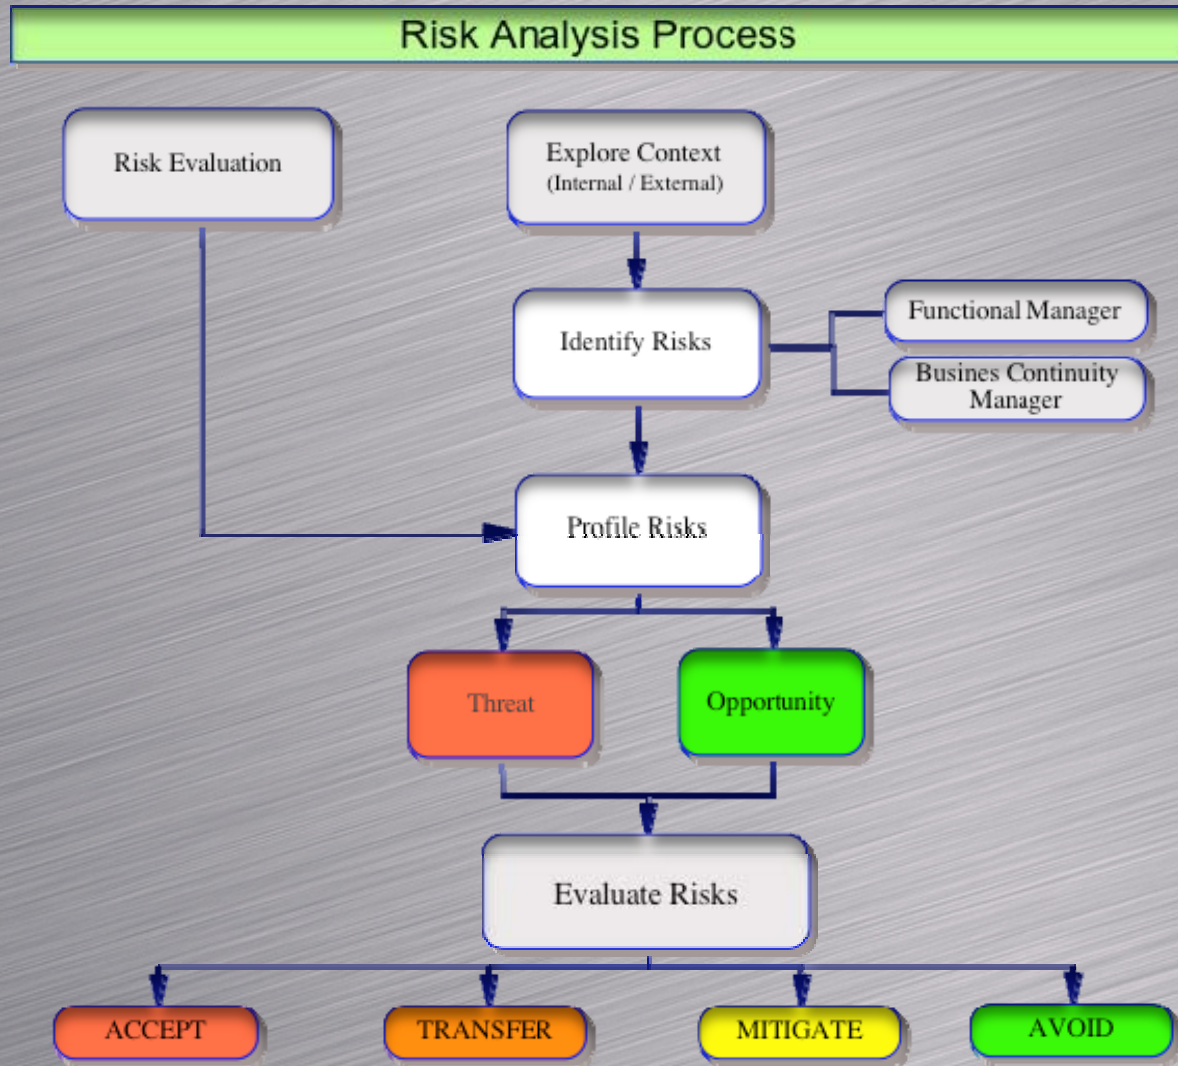 Risk Analysis Process
Risk Evaluation
Explore Context
(Internal / External)
Identify Risks
Functional Manager
Busines Continuity
Manager
Profile Risks
Threat
Opportunity
Evaluate Risks
ACCEPT
TRANSFER
MITIGATE
AVOID